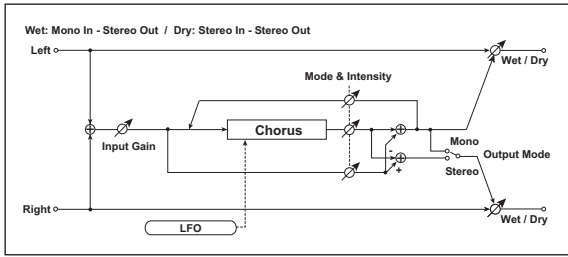 Wet: Mono In - Stereo Out / Dry: Stereo In - Stereo Out
Left
Wet / Dry
Mode & Intensity
Chorus
Input Gain
Mono
Output Mode
Stereo
-
+
Right
Wet / Dry
LFO